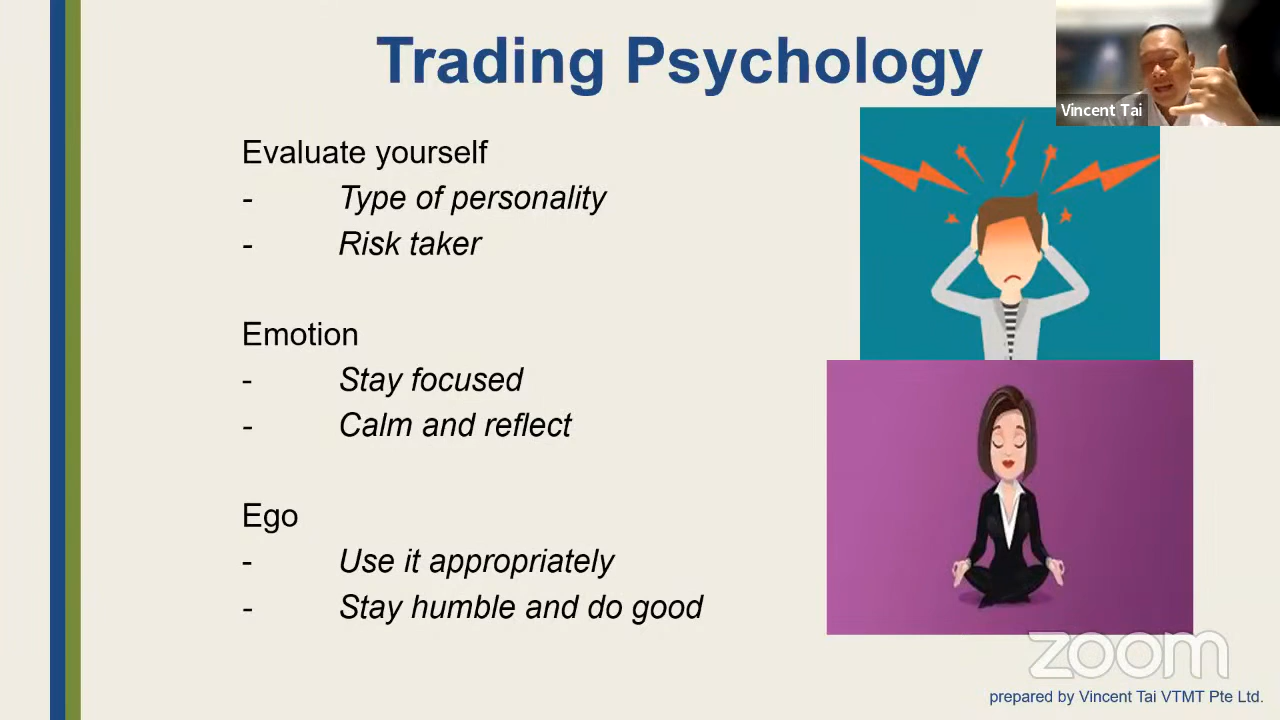 Trading Psychology
Vincent Tai
Evaluate yourself
- Type of personality
- Risk taker
Emotion
- Stay focused
- Calm and reflect
Ego
- Use it appropriately
- Stay humble and do good
zoom
prepared by Vincent Tai VTMT Pte Ltd.